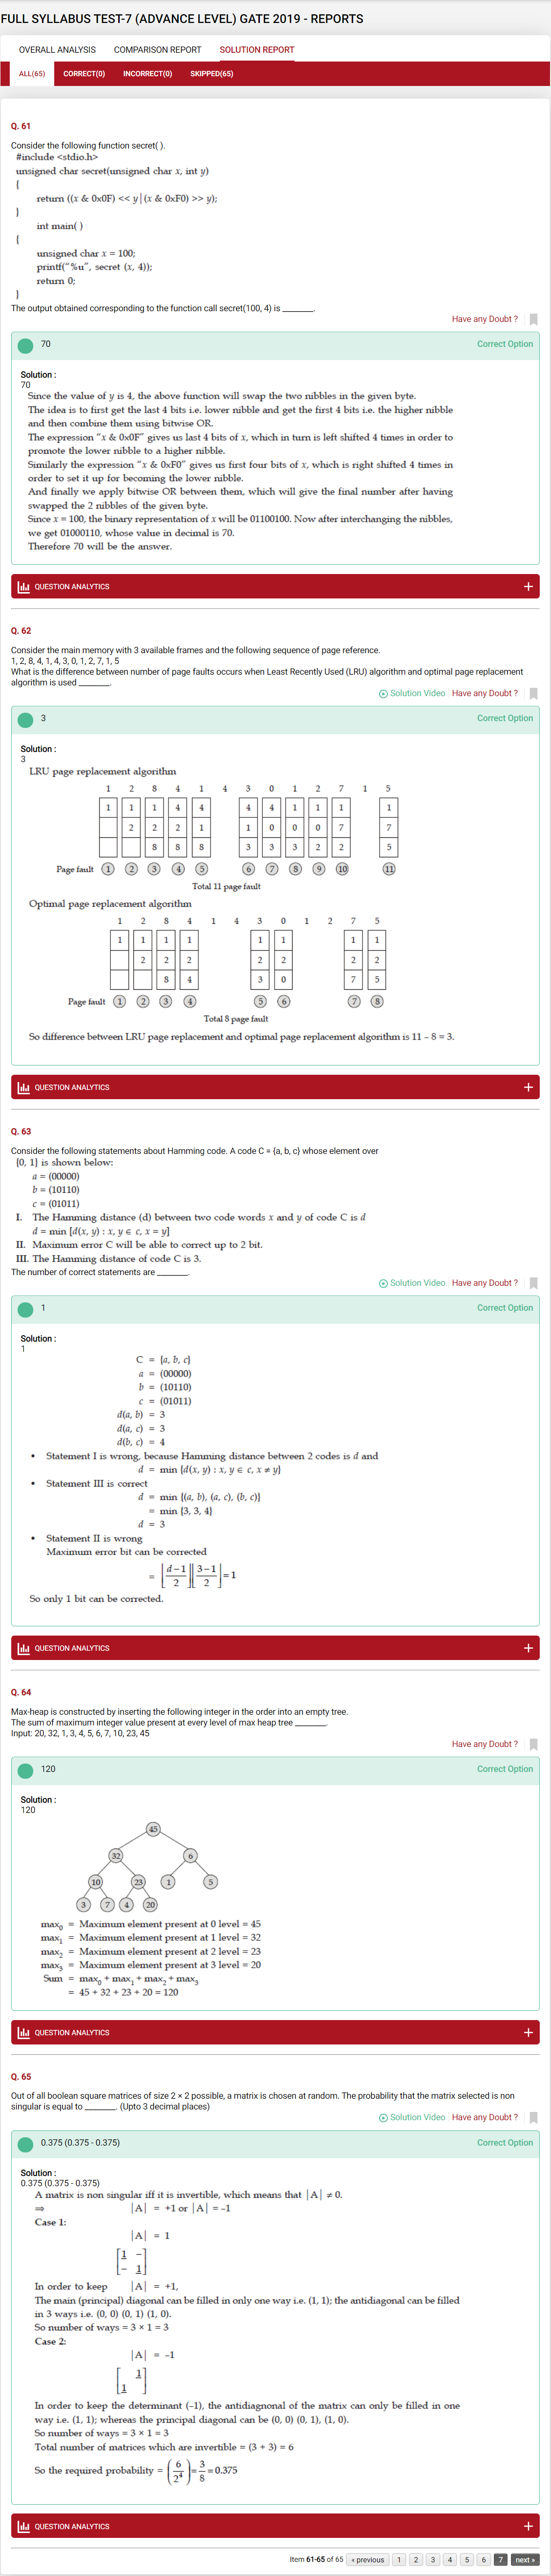 FULL SYLLABUS TEST-7 (ADVANCE LEVEL) GATE 2019 - REPORTS
OVERALL ANALYSIS COMPARISON REPORT SOLUTION REPORT
ALL(65) CORRECT(0) INCORRECT(0) SKIPPED(65)
Q. 61
Consider the following function secret( ).
#include <stdio.h>
unsigned char secret(unsigned char x, int y)
{
return ((x & 0x0F) << y | (x & 0xF0) >> y);
}
int main( )
{
unsigned char x = 100;
printf("%u", secret (x, 4));
return 0;
}
The output obtained corresponding to the function call secret(100, 4) is ________.
Have any Doubt ?
70 Correct Option
Solution :
70
Since the value of y is 4, the above function will swap the two nibbles in the given byte.
The idea is to first get the last 4 bits i.e. lower nibble and get the first 4 bits i.e. the higher nibble
and then combine them using bitwise OR.
The expression "x & 0x0F" gives us last 4 bits of x, which in turn is left shifted 4 times in order to
promote the lower nibble to a higher nibble.
Similarly the expression "x & 0xF0" gives us first four bits of x, which is right shifted 4 times in
order to set it up for becoming the lower nibble.
And finally we apply bitwise OR between them, which will give the final number after having
swapped the 2 nibbles of the given byte.
Since x = 100, the binary representation of x will be 01100100. Now after interchanging the nibbles,
we get 01000110, whose value in decimal is 70.
Therefore 70 will be the answer.
QUESTION ANALYTICS +
Q. 62
Consider the main memory with 3 available frames and the following sequence of page reference.
1, 2, 8, 4, 1, 4, 3, 0, 1, 2, 7, 1, 5
What is the difference between number of page faults occurs when Least Recently Used (LRU) algorithm and optimal page replacement
algorithm is used ________.
Solution Video | Have any Doubt ?
3 Correct Option
Solution :
3
LRU page replacement algorithm
1 2 8 4 1 4 3 0 1 2 7 1 5
1 1 1 4 4 4 4 1 1 1 1
2 2 2 1 1 0 0 0 7 7
8 8 8 3 3 3 2 2 5
Page fault 1 2 3 4 5 6 7 8 9 10 11
Total 11 page fault
Optimal page replacement algorithm
1 2 8 4 1 4 3 0 1 2 7 5
1 1 1 1 1 1 1 1
2 2 2 2 2 2 2
8 4 3 0 7 5
Page fault 1 2 3 4 5 6 7 8
Total 8 page fault
So difference between LRU page replacement and optimal page replacement algorithm is 11 – 8 = 3.
QUESTION ANALYTICS +
Q. 63
Consider the following statements about Hamming code. A code C = {a, b, c} whose element over
{0, 1} is shown below:
a = (00000)
b = (10110)
c = (01011)
I. The Hamming distance (d) between two code words x and y of code C is d
d = min [d(x, y) : x, y ∈ c, x = y]
II. Maximum error C will be able to correct up to 2 bit.
III. The Hamming distance of code C is 3.
The number of correct statements are ________.
Solution Video | Have any Doubt ?
1 Correct Option
Solution :
1
C = {a, b, c}
a = (00000)
b = (10110)
c = (01011)
d(a, b) = 3
d(a, c) = 3
d(b, c) = 4
• Statement I is wrong, because Hamming distance between 2 codes is d and
d = min {d(x, y) : x, y ∈ c, x ≠ y}
• Statement III is correct
d = min {(a, b), (a, c), (b, c)}
= min {3, 3, 4}
d = 3
• Statement II is wrong
Maximum error bit can be corrected
= ⌊(d – 1)/2⌋⌊(3 – 1)/2⌋ = 1
So only 1 bit can be corrected.
QUESTION ANALYTICS +
Q. 64
Max-heap is constructed by inserting the following integer in the order into an empty tree.
The sum of maximum integer value present at every level of max heap tree ________.
Input: 20, 32, 1, 3, 4, 5, 6, 7, 10, 23, 45
Have any Doubt ?
120 Correct Option
Solution :
120
45
32 6
10 23 1 5
3 7 4 20
max₀ = Maximum element present at 0 level = 45
max₁ = Maximum element present at 1 level = 32
max₂ = Maximum element present at 2 level = 23
max₃ = Maximum element present at 3 level = 20
Sum = max₀ + max₁ + max₂ + max₃
= 45 + 32 + 23 + 20 = 120
QUESTION ANALYTICS +
Q. 65
Out of all boolean square matrices of size 2 × 2 possible, a matrix is chosen at random. The probability that the matrix selected is non
singular is equal to ________. (Upto 3 decimal places)
Solution Video | Have any Doubt ?
0.375 (0.375 - 0.375) Correct Option
Solution :
0.375 (0.375 - 0.375)
A matrix is non singular iff it is invertible, which means that |A| ≠ 0.
⇒ |A| = +1 or |A| = –1
Case 1:
|A| = 1
[1 –]
[– 1]
In order to keep |A| = +1,
The main (principal) diagonal can be filled in only one way i.e. (1, 1); the antidiagonal can be filled
in 3 ways i.e. (0, 0) (0, 1) (1, 0).
So number of ways = 3 × 1 = 3
Case 2:
|A| = –1
[ 1]
[1 ]
In order to keep the determinant (–1), the antidiagnonal of the matrix can only be filled in one
way i.e. (1, 1); whereas the principal diagonal can be (0, 0) (0, 1), (1, 0).
So number of ways = 3 × 1 = 3
Total number of matrices which are invertible = (3 + 3) = 6
So the required probability = (6/2⁴) = 3/8 = 0.375
QUESTION ANALYTICS +
Item 61-65 of 65 « previous 1 2 3 4 5 6 7 next »